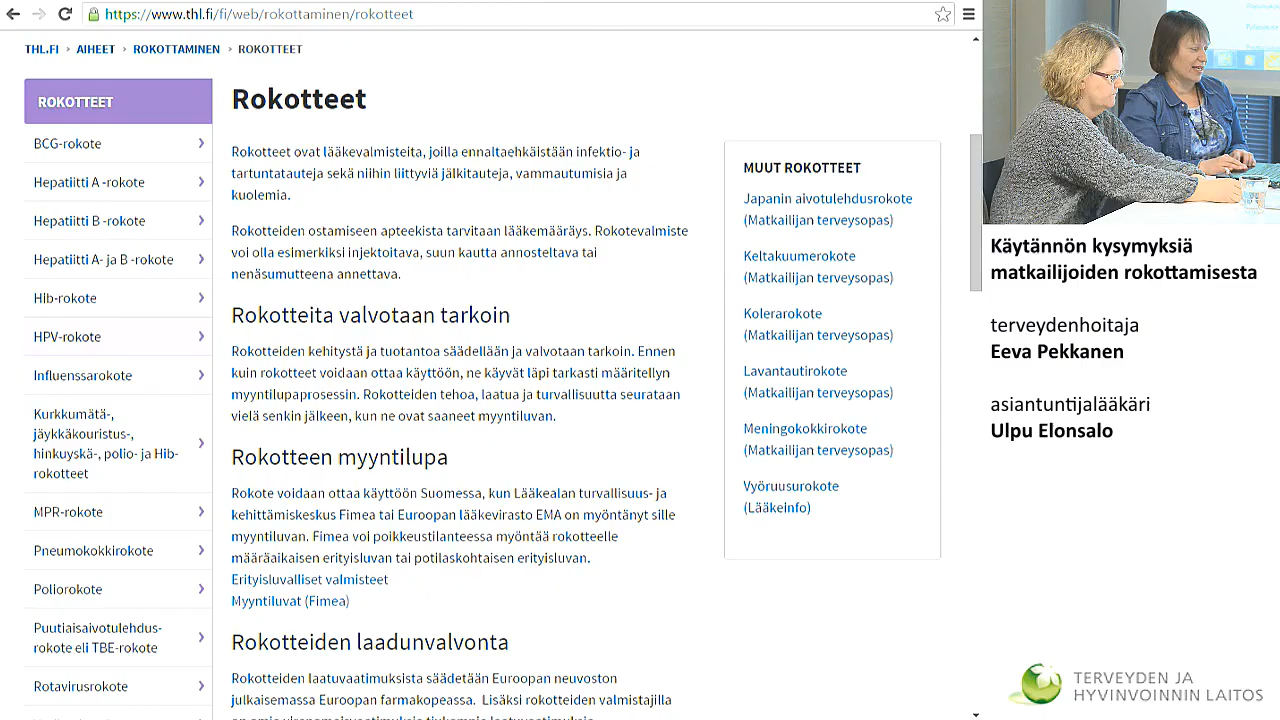 https://www.thl.fi/fi/web/rokottaminen/rokotteet
THL.FI › AIHEET › ROKOTTAMINEN › ROKOTTEET
ROKOTTEET
BCG-rokote
Hepatiitti A -rokote
Hepatiitti B -rokote
Hepatiitti A- ja B -rokote
Hib-rokote
HPV-rokote
Influenssarokote
Kurkkumätä-,
jäykkäkouristus-,
hinkuyskä-, polio- ja Hib-
rokotteet
MPR-rokote
Pneumokokkirokote
Poliorokote
Puutiaisaivotulehdus-
rokote eli TBE-rokote
Rotavirusrokote
Rokotteet
Rokotteet ovat lääkevalmisteita, joilla ennaltaehkäistään infektio- ja
tartuntatauteja sekä niihin liittyviä jälkitauteja, vammautumisia ja
kuolemia.
Rokotteiden ostamiseen apteekista tarvitaan lääkemääräys. Rokotevalmiste
voi olla esimerkiksi injektoitava, suun kautta annosteltava tai
nenäsumutteena annettava.
Rokotteita valvotaan tarkoin
Rokotteiden kehitystä ja tuotantoa säädellään ja valvotaan tarkoin. Ennen
kuin rokotteet voidaan ottaa käyttöön, ne käyvät läpi tarkasti määritellyn
myyntilupaprosessin. Rokotteiden tehoa, laatua ja turvallisuutta seurataan
vielä senkin jälkeen, kun ne ovat saaneet myyntiluvan.
Rokotteen myyntilupa
Rokote voidaan ottaa käyttöön Suomessa, kun Lääkealan turvallisuus- ja
kehittämiskeskus Fimea tai Euroopan lääkevirasto EMA on myöntänyt sille
myyntiluvan. Fimea voi poikkeustilanteessa myöntää rokotteelle
määräaikaisen erityisluvan tai potilaskohtaisen erityisluvan.
Erityisluvalliset valmisteet
Myyntiluvat (Fimea)
Rokotteiden laadunvalvonta
Rokotteiden laatuvaatimuksista säädetään Euroopan neuvoston
julkaisemassa Euroopan farmakopeassa. Lisäksi rokotteiden valmistajilla
MUUT ROKOTTEET
Japanin aivotulehdusrokote
(Matkailijan terveysopas)
Keltakuumerokote
(Matkailijan terveysopas)
Kolerarokote
(Matkailijan terveysopas)
Lavantautirokote
(Matkailijan terveysopas)
Meningokokkirokote
(Matkailijan terveysopas)
Vyöruusurokote
(Lääkeinfo)
Käytännön kysymyksiä
matkailijoiden rokottamisesta
terveydenhoitaja
Eeva Pekkanen
asiantuntijalääkäri
Ulpu Elonsalo
TERVEYDEN JA
HYVINVOINNIN LAITOS